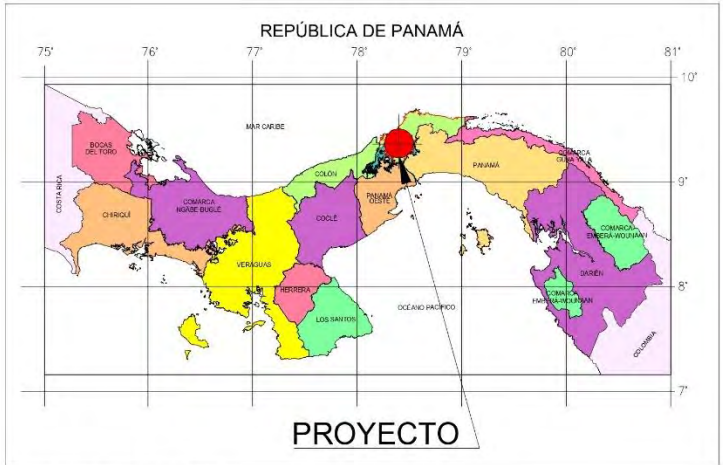 REPÚBLICA DE PANAMÁ
75°
76°
77°
78°
79°
80°
81°
10°
MAR CARIBE
BOCAS
DEL TORO
COLÓN
COMARCA
GUNA YALA
PANAMÁ
COSTA RICA
9°
CHIRIQUÍ
COMARCA
NGÄBE-BUGLÉ
COCLÉ
PANAMÁ
OESTE
COMARCA
EMBERÁ-WOUNAAN
VERAGUAS
DARIÉN
HERRERA
COMARCA
EMBERÁ-WOUNAAN
8°
LOS SANTOS
OCÉANO PACIFICO
COLOMBIA
7°
PROYECTO